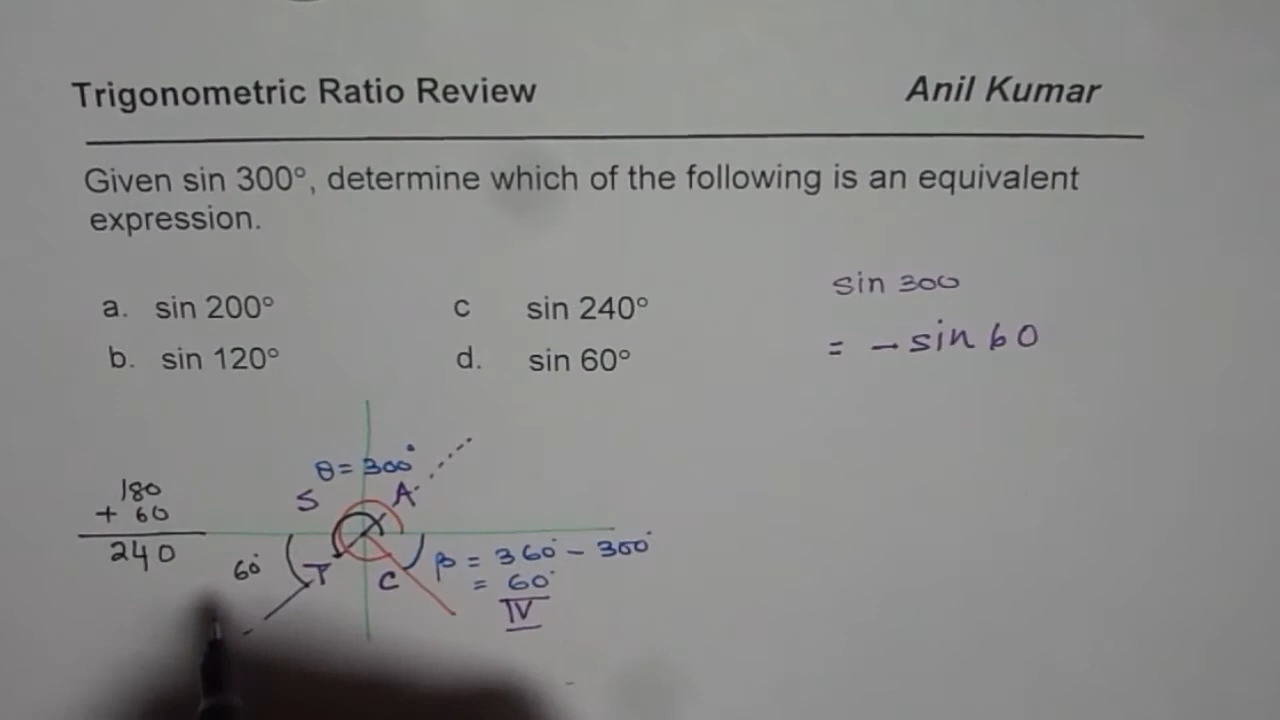 Trigonometric Ratio Review Anil Kumar
Given sin 300°, determine which of the following is an equivalent
expression.
a. sin 200° c sin 240°
b. sin 120° d. sin 60°
sin 300
= - sin 60
θ = 300°
S A
T C
180
+ 60
240
60°
β = 360° - 300°
= 60°
IV